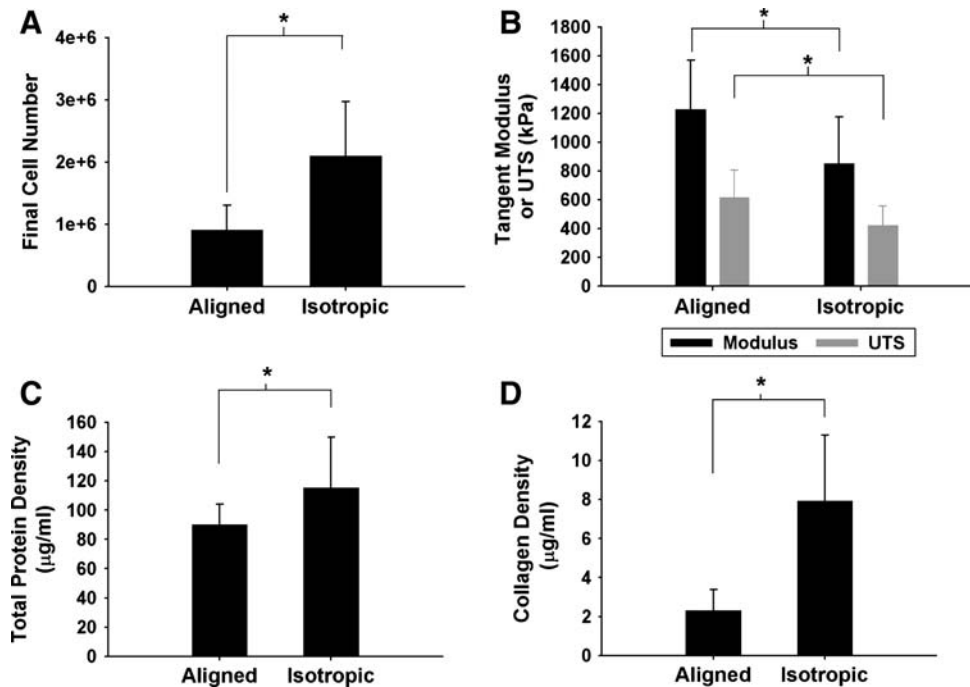 A
*
Final Cell Number
4e+6
3e+6
2e+6
1e+6
0
Aligned
Isotropic
B
*
*
Tangent Modulus
or UTS (kPa)
1800
1600
1400
1200
1000
800
600
400
200
0
Aligned
Isotropic
Modulus
UTS
C
*
Total Protein Density
(μg/ml)
160
140
120
100
80
60
40
20
0
Aligned
Isotropic
D
*
Collagen Density
(μg/ml)
12
10
8
6
4
2
0
Aligned
Isotropic